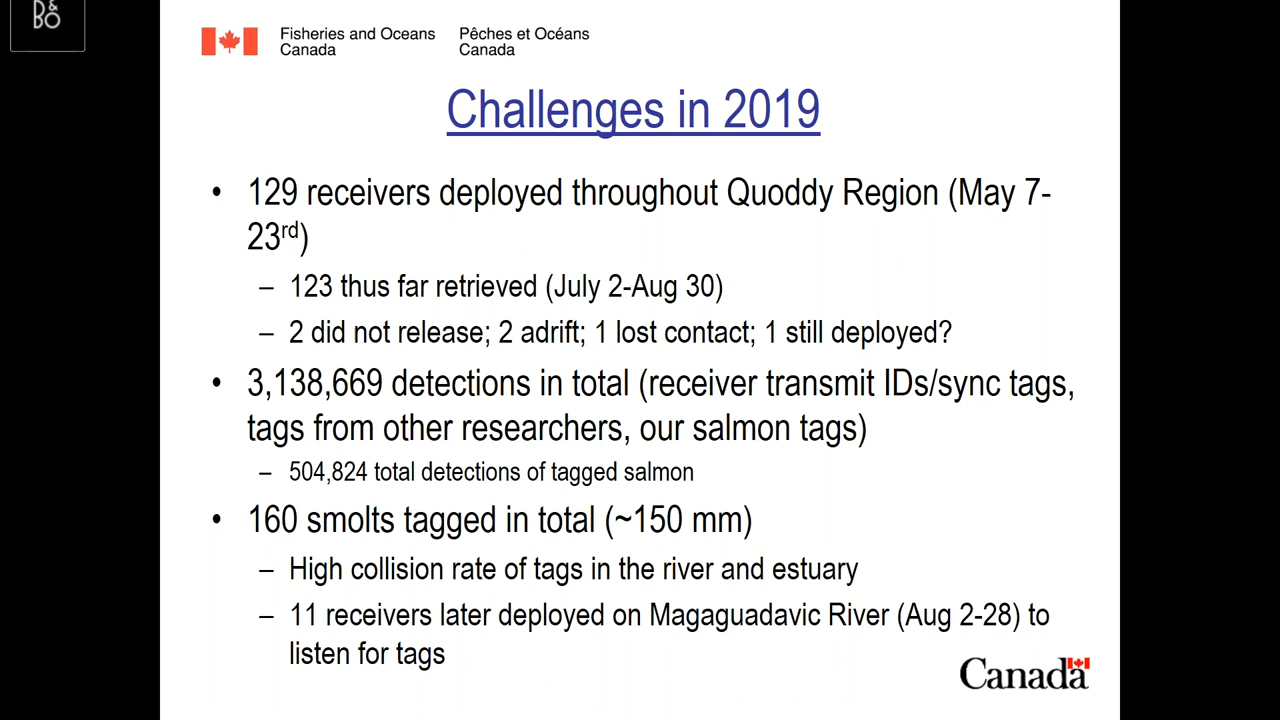 B&O
Fisheries and Oceans Canada
Pêches et Océans Canada
Challenges in 2019
• 129 receivers deployed throughout Quoddy Region (May 7-
23rd)
– 123 thus far retrieved (July 2-Aug 30)
– 2 did not release; 2 adrift; 1 lost contact; 1 still deployed?
• 3,138,669 detections in total (receiver transmit IDs/sync tags,
tags from other researchers, our salmon tags)
– 504,824 total detections of tagged salmon
• 160 smolts tagged in total (~150 mm)
– High collision rate of tags in the river and estuary
– 11 receivers later deployed on Magaguadavic River (Aug 2-28) to
listen for tags
Canada